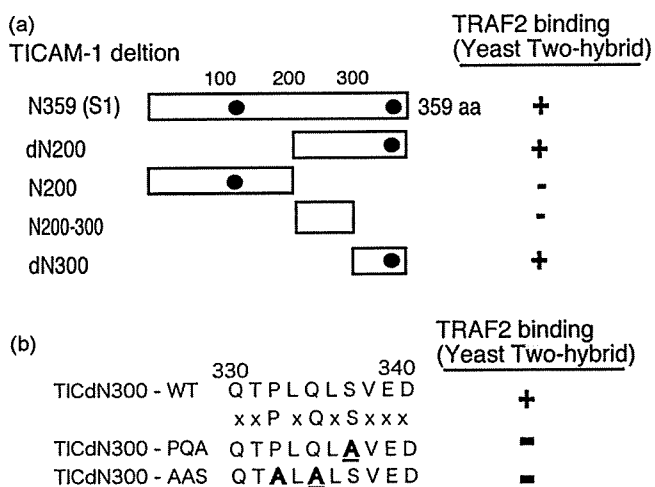 (a)
TRAF2 binding
(Yeast Two-hybrid)
TICAM-1 deltion
100 200 300
N359 (S1) 359 aa +
dN200 +
N200 -
N200-300 -
dN300 +
(b)
TRAF2 binding
(Yeast Two-hybrid)
330 340
TICdN300 - WT Q T P L Q L S V E D +
x x P x Q x S x x x
TICdN300 - PQA Q T P L Q L A V E D -
TICdN300 - AAS Q T A L A L S V E D -